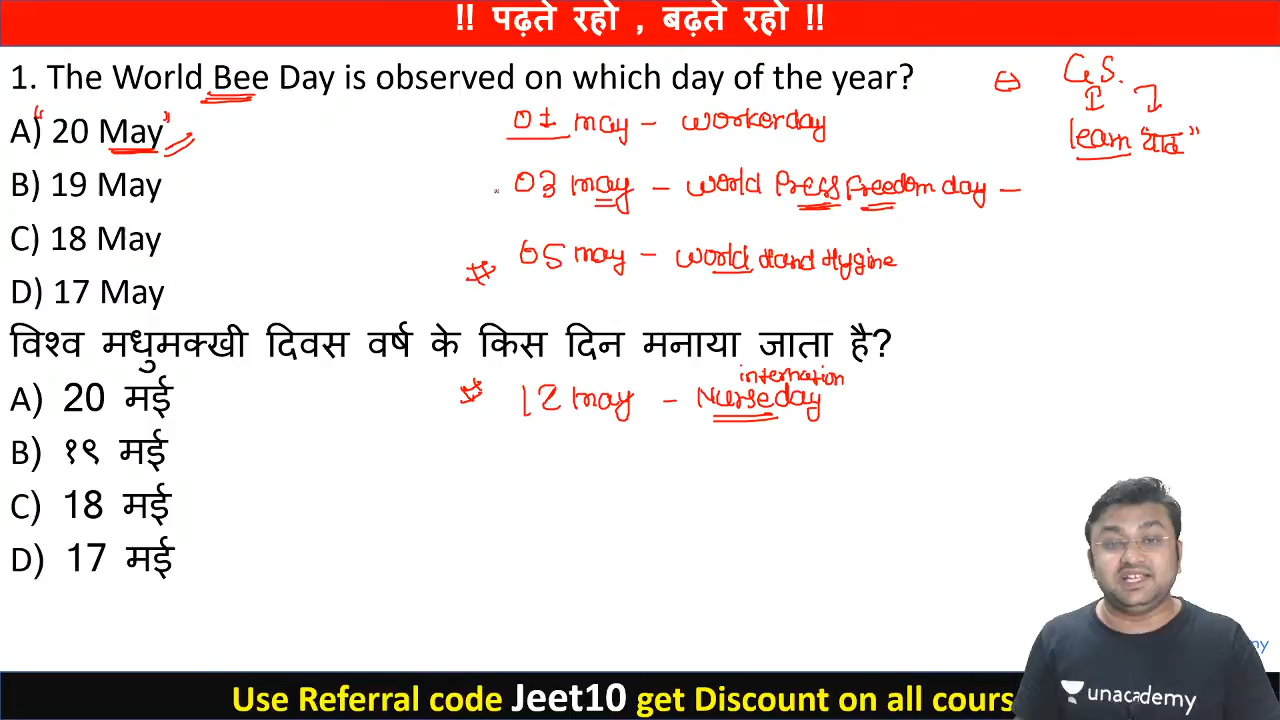 !! पढ़ते रहो , बढ़ते रहो !!
1. The World Bee Day is observed on which day of the year?
A) "20 May"
B) 19 May
C) 18 May
D) 17 May
विश्व मधुमक्खी दिवस वर्ष के किस दिन मनाया जाता है?
A) 20 मई
B) १९ मई
C) 18 मई
D) 17 मई
01 may - workerday
03 may - world Press freedom day -
05 may - world Hand Hygine
internation
12 may - Nurseday
G.S.
learn "याद"
unacademy
my
Use Referral code Jeet10 get Discount on all cours